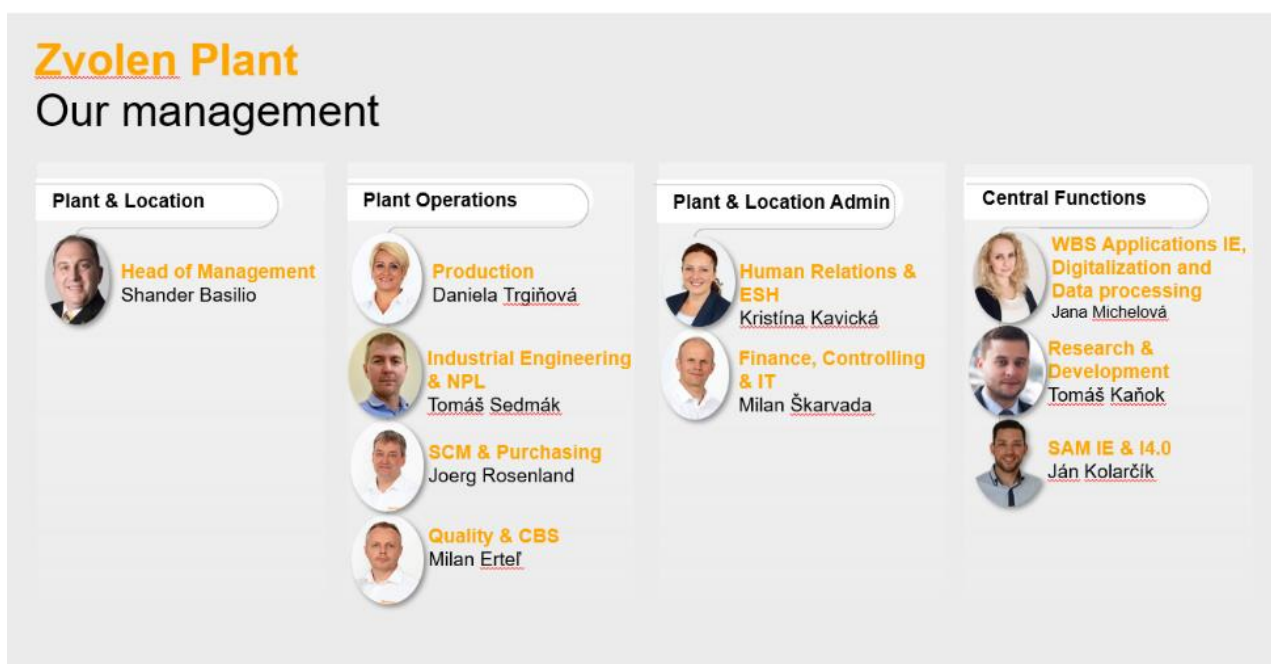 Zvolen Plant
Our management
Plant & Location
Head of Management
Shander Basilio
Plant Operations
Production
Daniela Trgiňová
Industrial Engineering
& NPL
Tomáš Sedmák
SCM & Purchasing
Joerg Rosenland
Quality & CBS
Milan Erteľ
Plant & Location Admin
Human Relations &
ESH
Kristína Kavická
Finance, Controlling
& IT
Milan Škarvada
Central Functions
WBS Applications IE,
Digitalization and
Data processing
Jana Michelová
Research &
Development
Tomáš Kaňok
SAM IE & I4.0
Ján Kolarčík